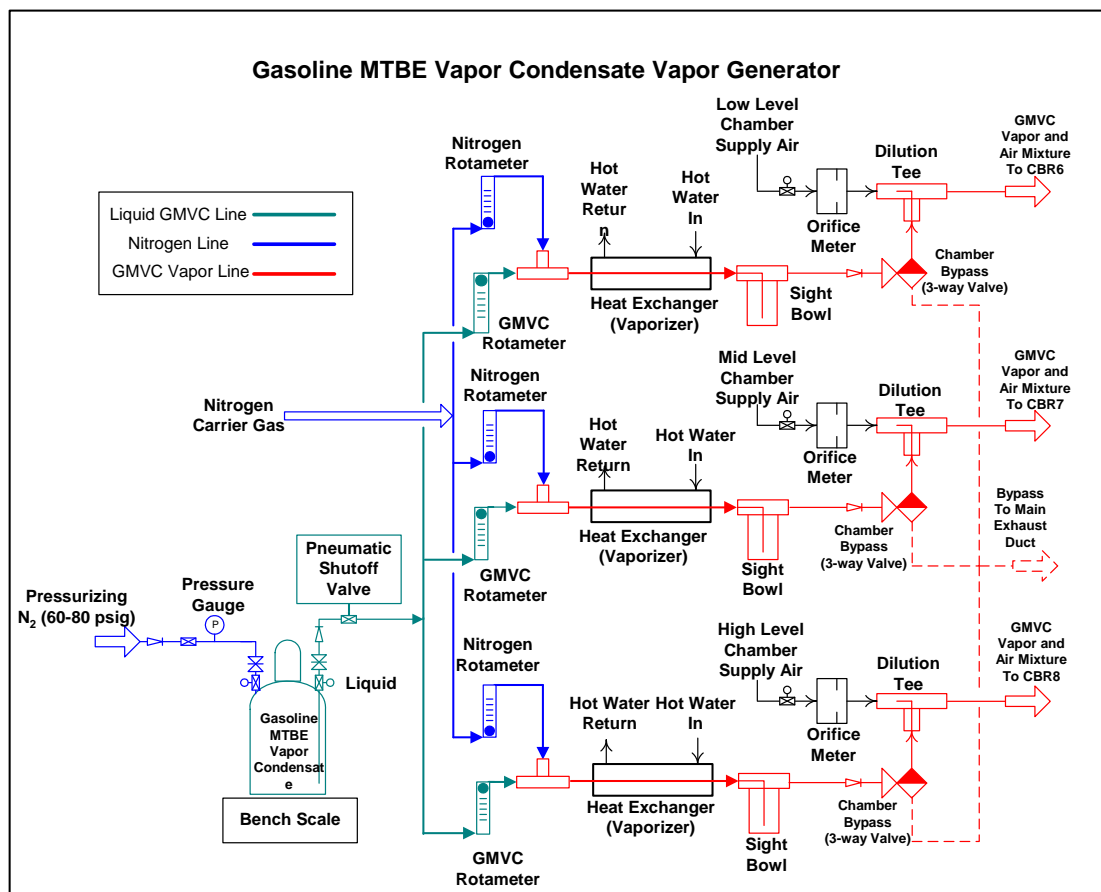 Gasoline MTBE Vapor Condensate Vapor Generator
Liquid GMVC Line
Nitrogen Line
GMVC Vapor Line
Nitrogen
Rotameter
Hot
Water
Retur
n
Hot
Water
In
Low Level
Chamber
Supply Air
Orifice
Meter
Dilution
Tee
GMVC
Vapor and
Air Mixture
To CBR6
GMVC
Rotameter
Heat Exchanger
(Vaporizer)
Sight
Bowl
Chamber
Bypass
(3-way Valve)
Nitrogen
Carrier Gas
Nitrogen
Rotameter
Hot
Water
Return
Hot Water
In
Mid Level
Chamber
Supply Air
Orifice
Meter
Dilution
Tee
GMVC
Vapor and
Air Mixture
To CBR7
GMVC
Rotameter
Heat Exchanger
(Vaporizer)
Sight
Bowl
Chamber
Bypass
(3-way Valve)
Bypass
To Main
Exhaust
Duct
Pneumatic
Shutoff
Valve
Pressurizing
N2 (60-80 psig)
Pressure
Gauge
P
Liquid
Gasoline
MTBE
Vapor
Condensat
e
Bench Scale
Nitrogen
Rotameter
Hot Water
Return
Hot Water
In
High Level
Chamber
Supply Air
Orifice
Meter
Dilution
Tee
GMVC
Vapor and
Air Mixture
To CBR8
GMVC
Rotameter
Heat Exchanger
(Vaporizer)
Sight
Bowl
Chamber
Bypass
(3-way Valve)